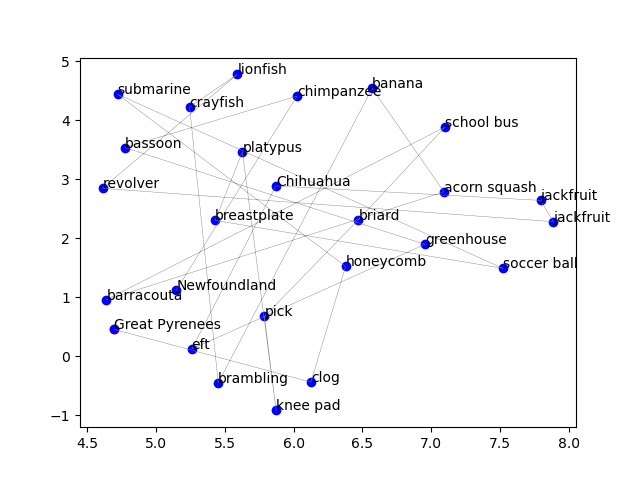 5
lionfish
submarine
chimpanzee
banana
crayfish
4
school bus
bassoon
platypus
3
revolver
Chihuahua
acorn squash
jackfruit
breastplate
briard
jackfruit
2
greenhouse
honeycomb
soccer ball
Newfoundland
1
barracouta
pick
Great Pyrenees
0
eft
brambling
clog
knee pad
−1
4.5 5.0 5.5 6.0 6.5 7.0 7.5 8.0